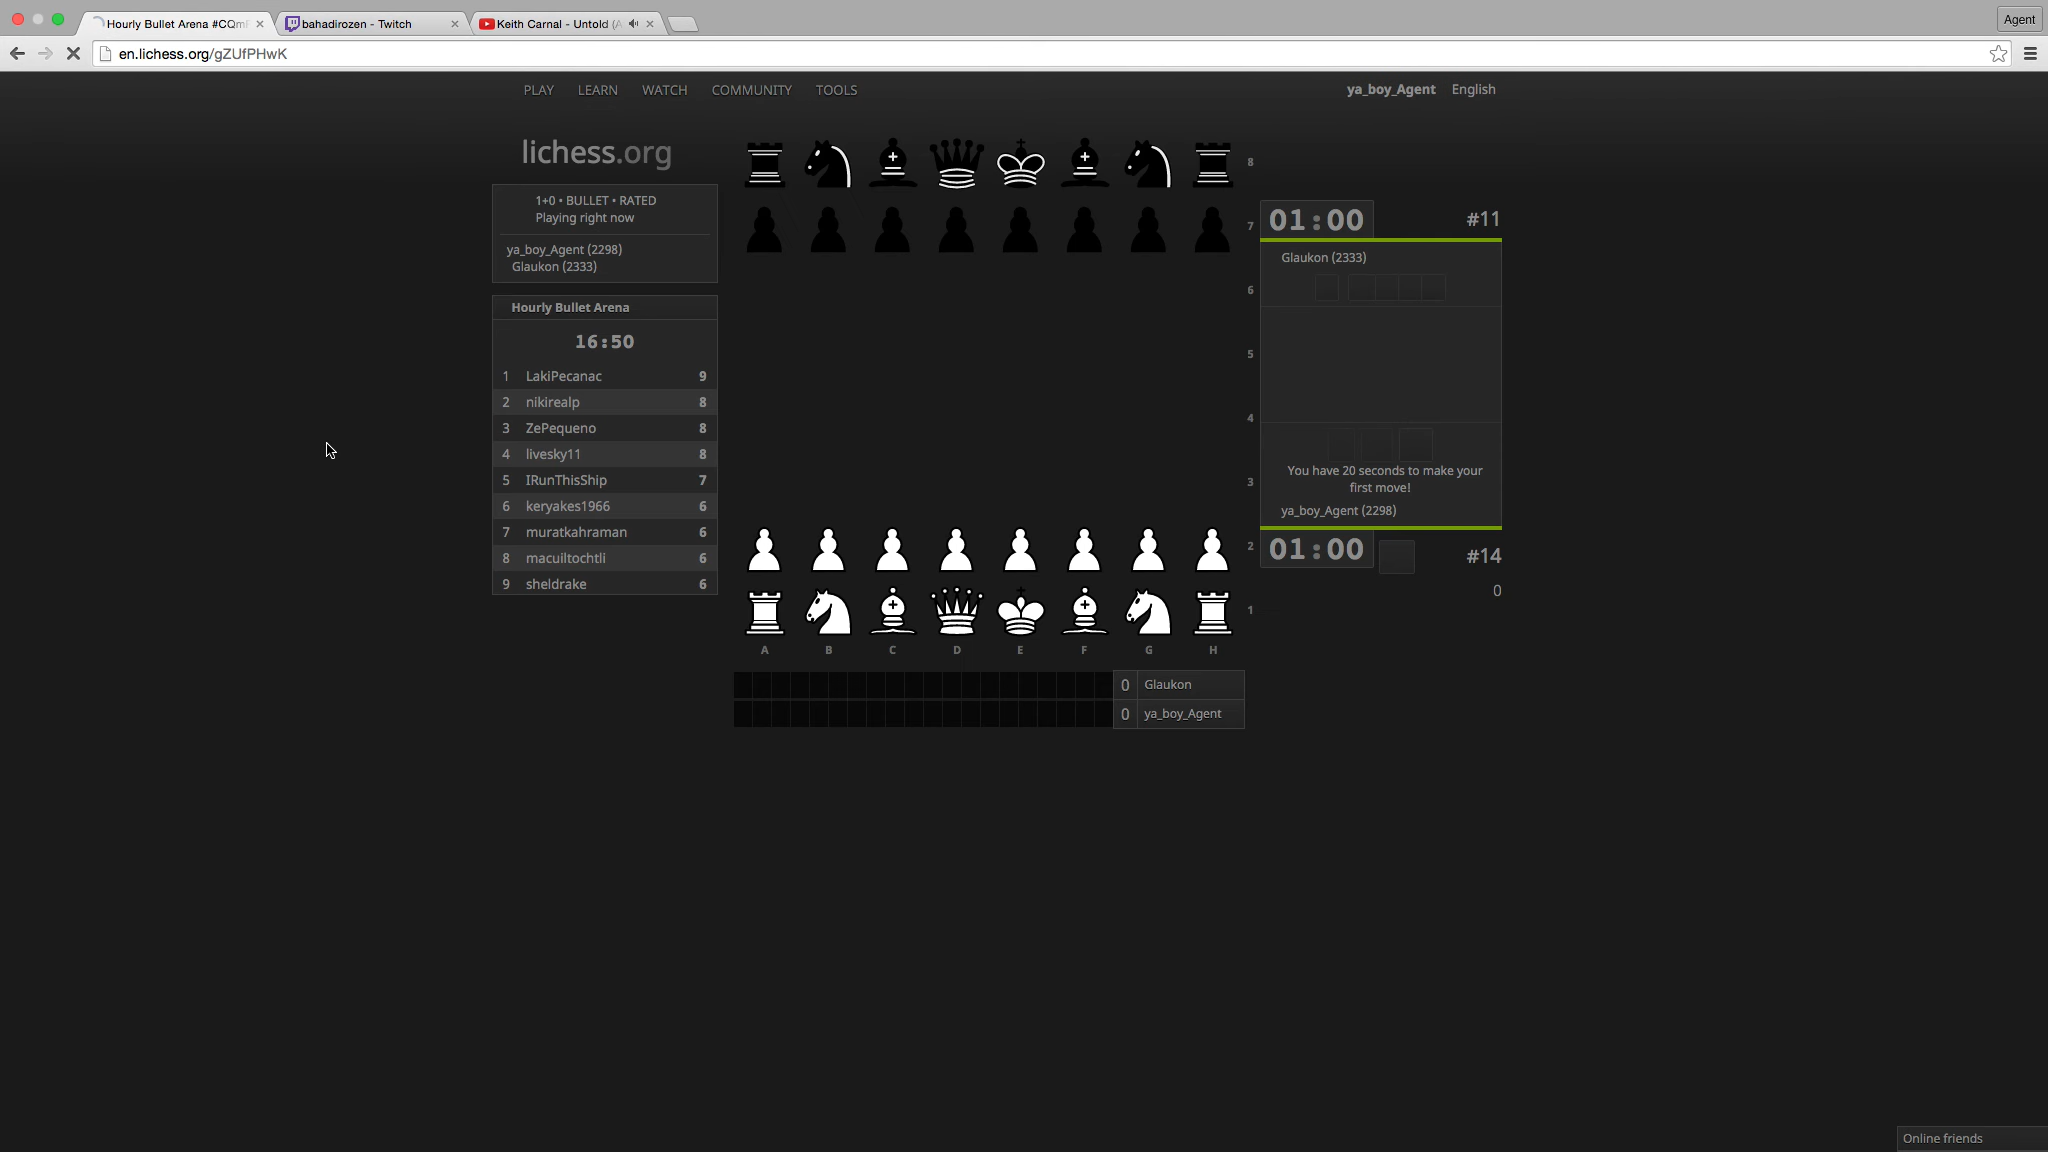 Hourly Bullet Arena #CQm
bahadirozen - Twitch
Keith Carnal - Untold (
Agent
en.lichess.org/gZUfPHwK
PLAY LEARN WATCH COMMUNITY TOOLS
ya_boy_Agent English
lichess.org
1+0 • BULLET • RATED
Playing right now
ya_boy_Agent (2298)
Glaukon (2333)
Hourly Bullet Arena
16:50
1 LakiPecanac 9
2 nikirealp 8
3 ZePequeno 8
4 livesky11 8
5 IRunThisShip 7
6 keryakes1966 6
7 muratkahraman 6
8 macuiltochtli 6
9 sheldrake 6
8
7
6
5
4
3
2
1
A B C D E F G H
01:00 #11
Glaukon (2333)
You have 20 seconds to make your
first move!
ya_boy_Agent (2298)
01:00 #14
0
0 Glaukon
0 ya_boy_Agent
Online friends